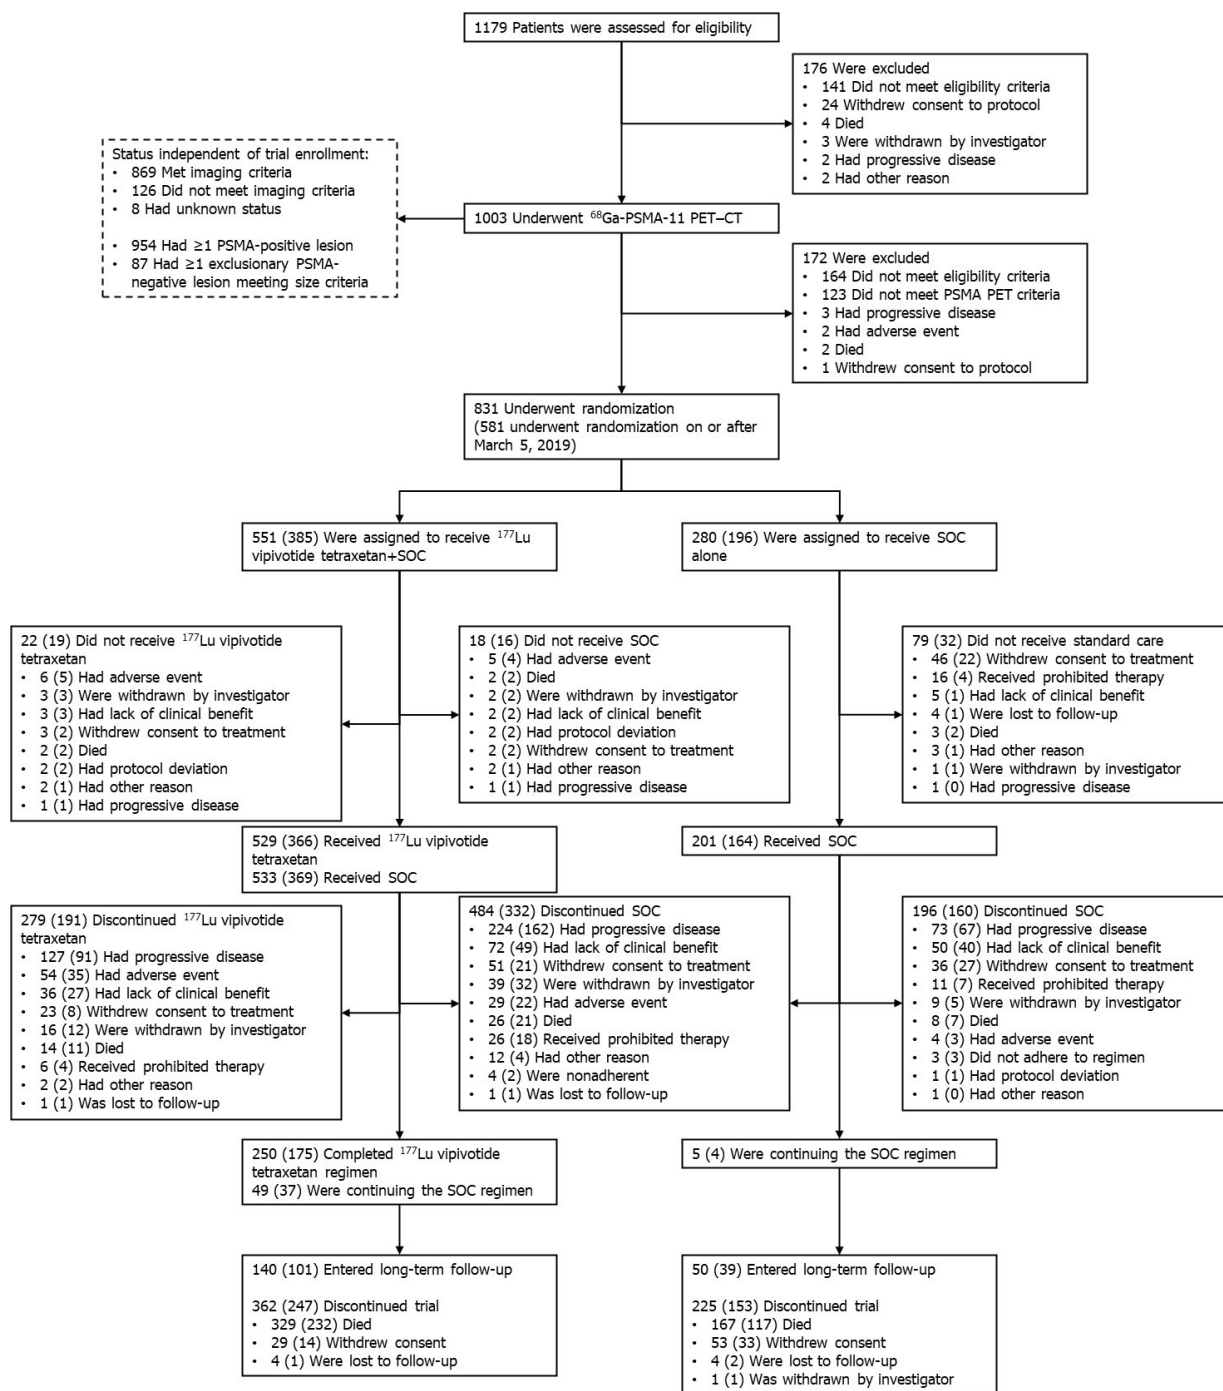 1179 Patients were assessed for eligibility
176 Were excluded
• 141 Did not meet eligibility criteria
• 24 Withdrew consent to protocol
• 4 Died
• 3 Were withdrawn by investigator
• 2 Had progressive disease
• 2 Had other reason
Status independent of trial enrollment:
• 869 Met imaging criteria
• 126 Did not meet imaging criteria
• 8 Had unknown status
• 954 Had ≥1 PSMA-positive lesion
• 87 Had ≥1 exclusionary PSMA-
negative lesion meeting size criteria
1003 Underwent ⁶⁸Ga-PSMA-11 PET–CT
172 Were excluded
• 164 Did not meet eligibility criteria
• 123 Did not meet PSMA PET criteria
• 3 Had progressive disease
• 2 Had adverse event
• 2 Died
• 1 Withdrew consent to protocol
831 Underwent randomization
(581 underwent randomization on or after
March 5, 2019)
551 (385) Were assigned to receive ¹⁷⁷Lu
vipivotide tetraxetan+SOC
280 (196) Were assigned to receive SOC
alone
22 (19) Did not receive ¹⁷⁷Lu vipivotide
tetraxetan
• 6 (5) Had adverse event
• 3 (3) Were withdrawn by investigator
• 3 (3) Had lack of clinical benefit
• 3 (2) Withdrew consent to treatment
• 2 (2) Died
• 2 (2) Had protocol deviation
• 2 (1) Had other reason
• 1 (1) Had progressive disease
18 (16) Did not receive SOC
• 5 (4) Had adverse event
• 2 (2) Died
• 2 (2) Were withdrawn by investigator
• 2 (2) Had lack of clinical benefit
• 2 (2) Had protocol deviation
• 2 (2) Withdrew consent to treatment
• 2 (1) Had other reason
• 1 (1) Had progressive disease
79 (32) Did not receive standard care
• 46 (22) Withdrew consent to treatment
• 16 (4) Received prohibited therapy
• 5 (1) Had lack of clinical benefit
• 4 (1) Were lost to follow-up
• 3 (2) Died
• 3 (1) Had other reason
• 1 (1) Were withdrawn by investigator
• 1 (0) Had progressive disease
529 (366) Received ¹⁷⁷Lu vipivotide
tetraxetan
533 (369) Received SOC
201 (164) Received SOC
279 (191) Discontinued ¹⁷⁷Lu vipivotide
tetraxetan
• 127 (91) Had progressive disease
• 54 (35) Had adverse event
• 36 (27) Had lack of clinical benefit
• 23 (8) Withdrew consent to treatment
• 16 (12) Were withdrawn by investigator
• 14 (11) Died
• 6 (4) Received prohibited therapy
• 2 (2) Had other reason
• 1 (1) Was lost to follow-up
484 (332) Discontinued SOC
• 224 (162) Had progressive disease
• 72 (49) Had lack of clinical benefit
• 51 (21) Withdrew consent to treatment
• 39 (32) Were withdrawn by investigator
• 29 (22) Had adverse event
• 26 (21) Died
• 26 (18) Received prohibited therapy
• 12 (4) Had other reason
• 4 (2) Were nonadherent
• 1 (1) Was lost to follow-up
196 (160) Discontinued SOC
• 73 (67) Had progressive disease
• 50 (40) Had lack of clinical benefit
• 36 (27) Withdrew consent to treatment
• 11 (7) Received prohibited therapy
• 9 (5) Were withdrawn by investigator
• 8 (7) Died
• 4 (3) Had adverse event
• 3 (3) Did not adhere to regimen
• 1 (1) Had protocol deviation
• 1 (0) Had other reason
250 (175) Completed ¹⁷⁷Lu vipivotide
tetraxetan regimen
49 (37) Were continuing the SOC regimen
5 (4) Were continuing the SOC regimen
140 (101) Entered long-term follow-up
362 (247) Discontinued trial
• 329 (232) Died
• 29 (14) Withdrew consent
• 4 (1) Were lost to follow-up
50 (39) Entered long-term follow-up
225 (153) Discontinued trial
• 167 (117) Died
• 53 (33) Withdrew consent
• 4 (2) Were lost to follow-up
• 1 (1) Was withdrawn by investigator